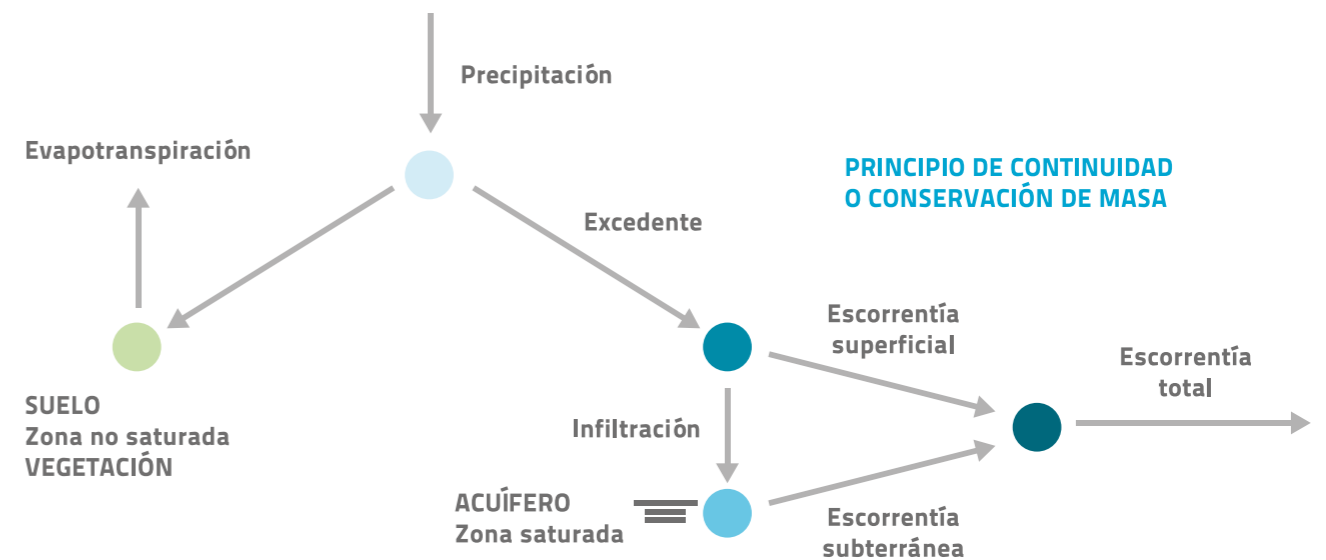 Precipitación
Evapotranspiración
PRINCIPIO DE CONTINUIDAD
O CONSERVACIÓN DE MASA
Excedente
Escorrentía
superficial
Escorrentía
total
SUELO
Zona no saturada
VEGETACIÓN
Infiltración
ACUÍFERO
Zona saturada
Escorrentía
subterránea